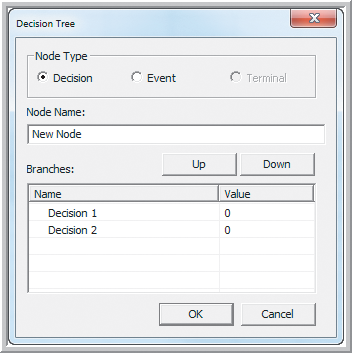 Decision Tree
Node Type
Decision Event Terminal
Node Name:
New Node
Up Down
Branches:
Name Value
Decision 1 0
Decision 2 0
OK Cancel